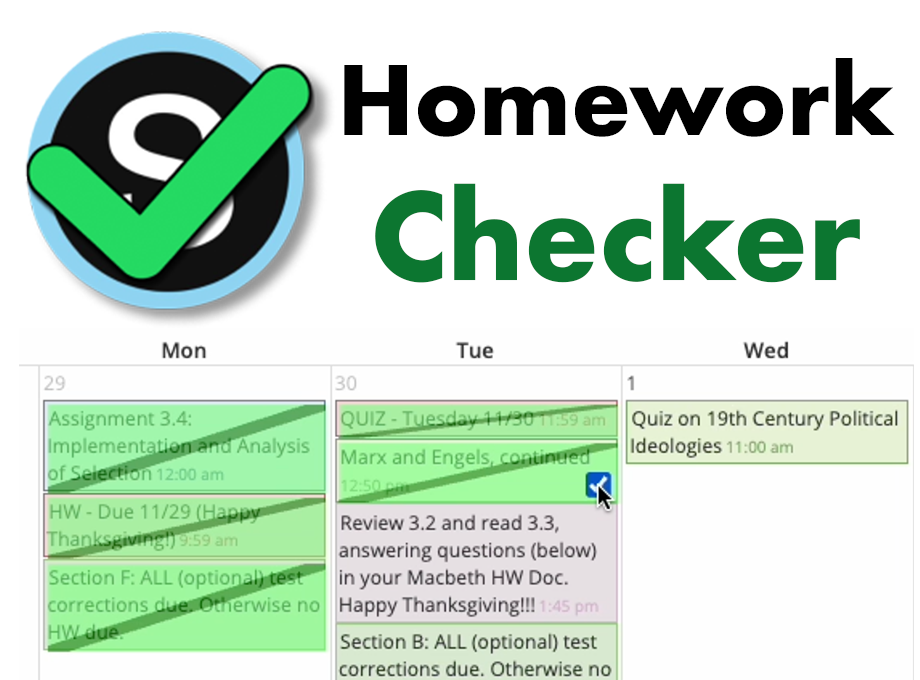 S
Homework
Checker
Mon
Tue
Wed
29
Assignment 3.4:
Implementation and Analysis
of Selection 12:00 am
HW - Due 11/29 (Happy
Thanksgiving!) 9:59 am
Section F: ALL (optional) test
corrections due. Otherwise no
HW due.
30
QUIZ - Tuesday 11/30 11:59 am
Marx and Engels, continued
12:50 pm
Review 3.2 and read 3.3,
answering questions (below)
in your Macbeth HW Doc.
Happy Thanksgiving!!! 1:45 pm
Section B: ALL (optional) test
corrections due. Otherwise no
1
Quiz on 19th Century Political
Ideologies 11:00 am